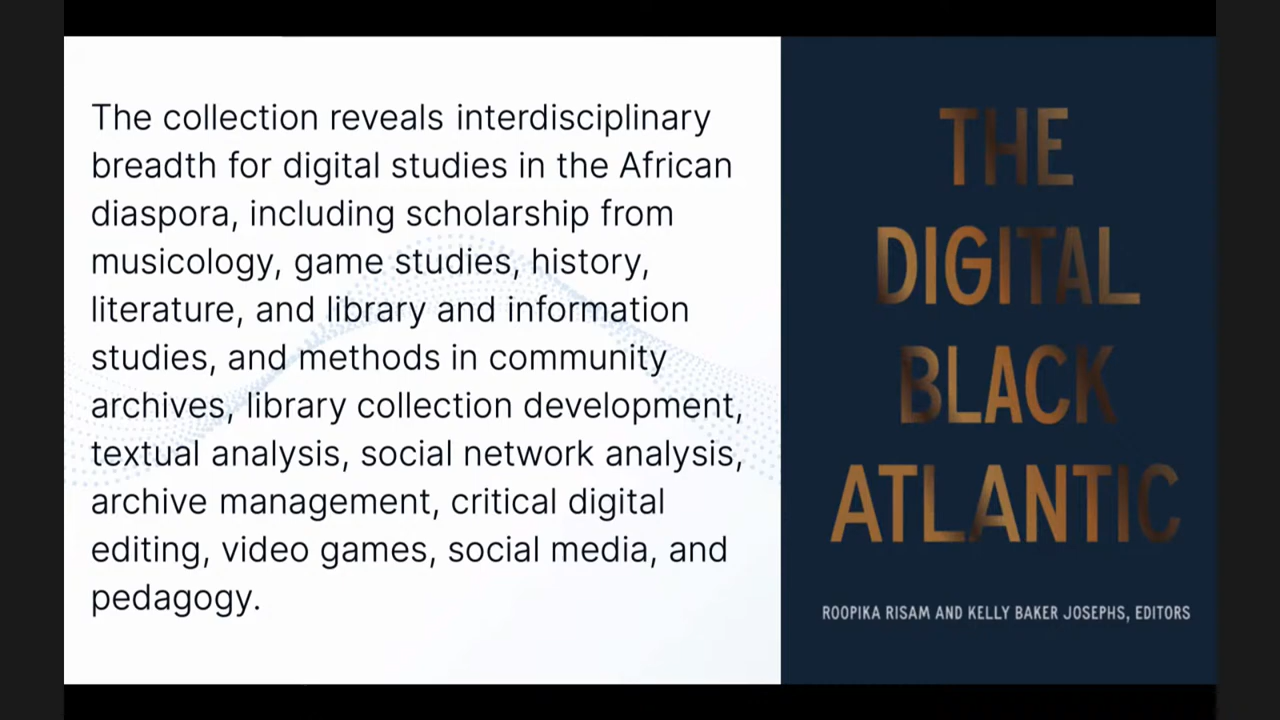 The collection reveals interdisciplinary
breadth for digital studies in the African
diaspora, including scholarship from
musicology, game studies, history,
literature, and library and information
studies, and methods in community
archives, library collection development,
textual analysis, social network analysis,
archive management, critical digital
editing, video games, social media, and
pedagogy.
THE
DIGITAL
BLACK
ATLANTIC
ROOPIKA RISAM AND KELLY BAKER JOSEPHS, EDITORS